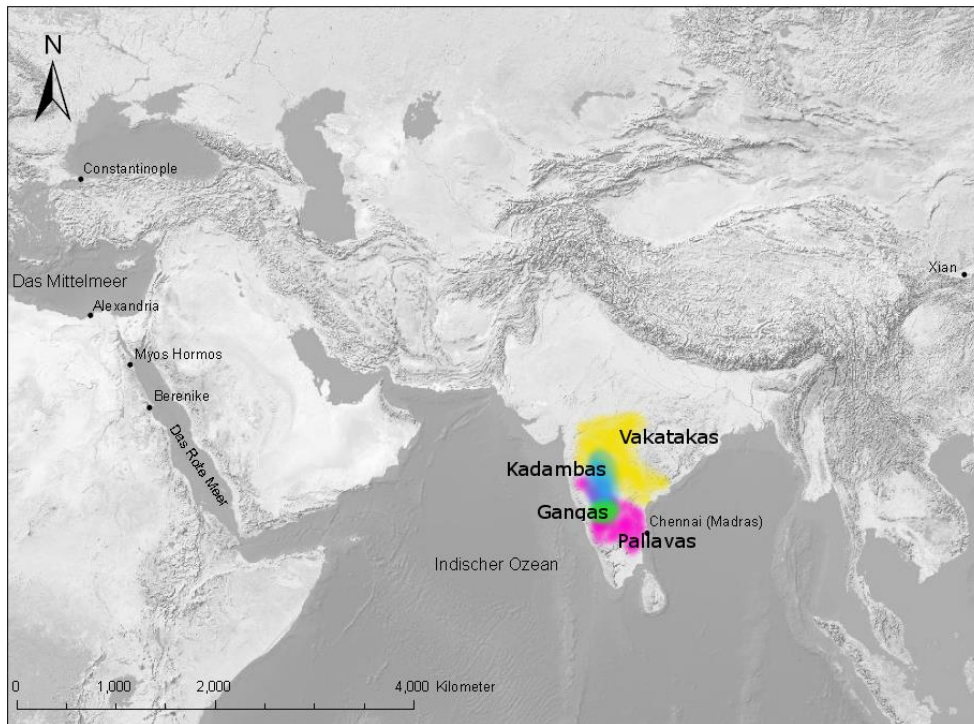 N
Constantinople
Xian
Das Mittelmeer
Alexandria
Myos Hormos
Berenike
Das Rote Meer
Vakatakas
Kadambas
Gangas
Chennai (Madras)
Pallavas
Indischer Ozean
0 1,000 2,000 4,000 Kilometer